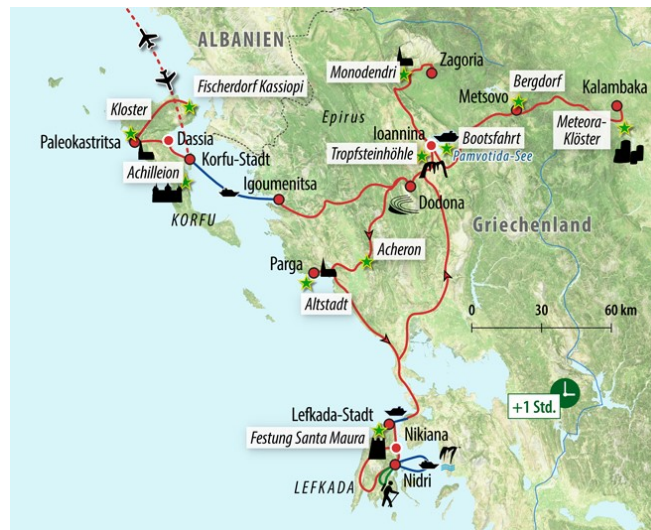 ALBANIEN
Zagoria
Monodendri
Fischerdorf Kassiopi
Bergdorf
Kalambaka
Kloster
Epirus
Metsovo
Dassia
Ioannina
Bootsfahrt
Meteora-
Klöster
Paleokastritsa
Korfu-Stadt
Tropfsteinhöhle
Pamvotida-See
Achilleion
Igoumenitsa
Dodona
KORFU
Griechenland
Acheron
Parga
Altstadt
0
30
60 km
+1 Std.
Lefkada-Stadt
Festung Santa Maura
Nikiana
LEFKADA
Nidri